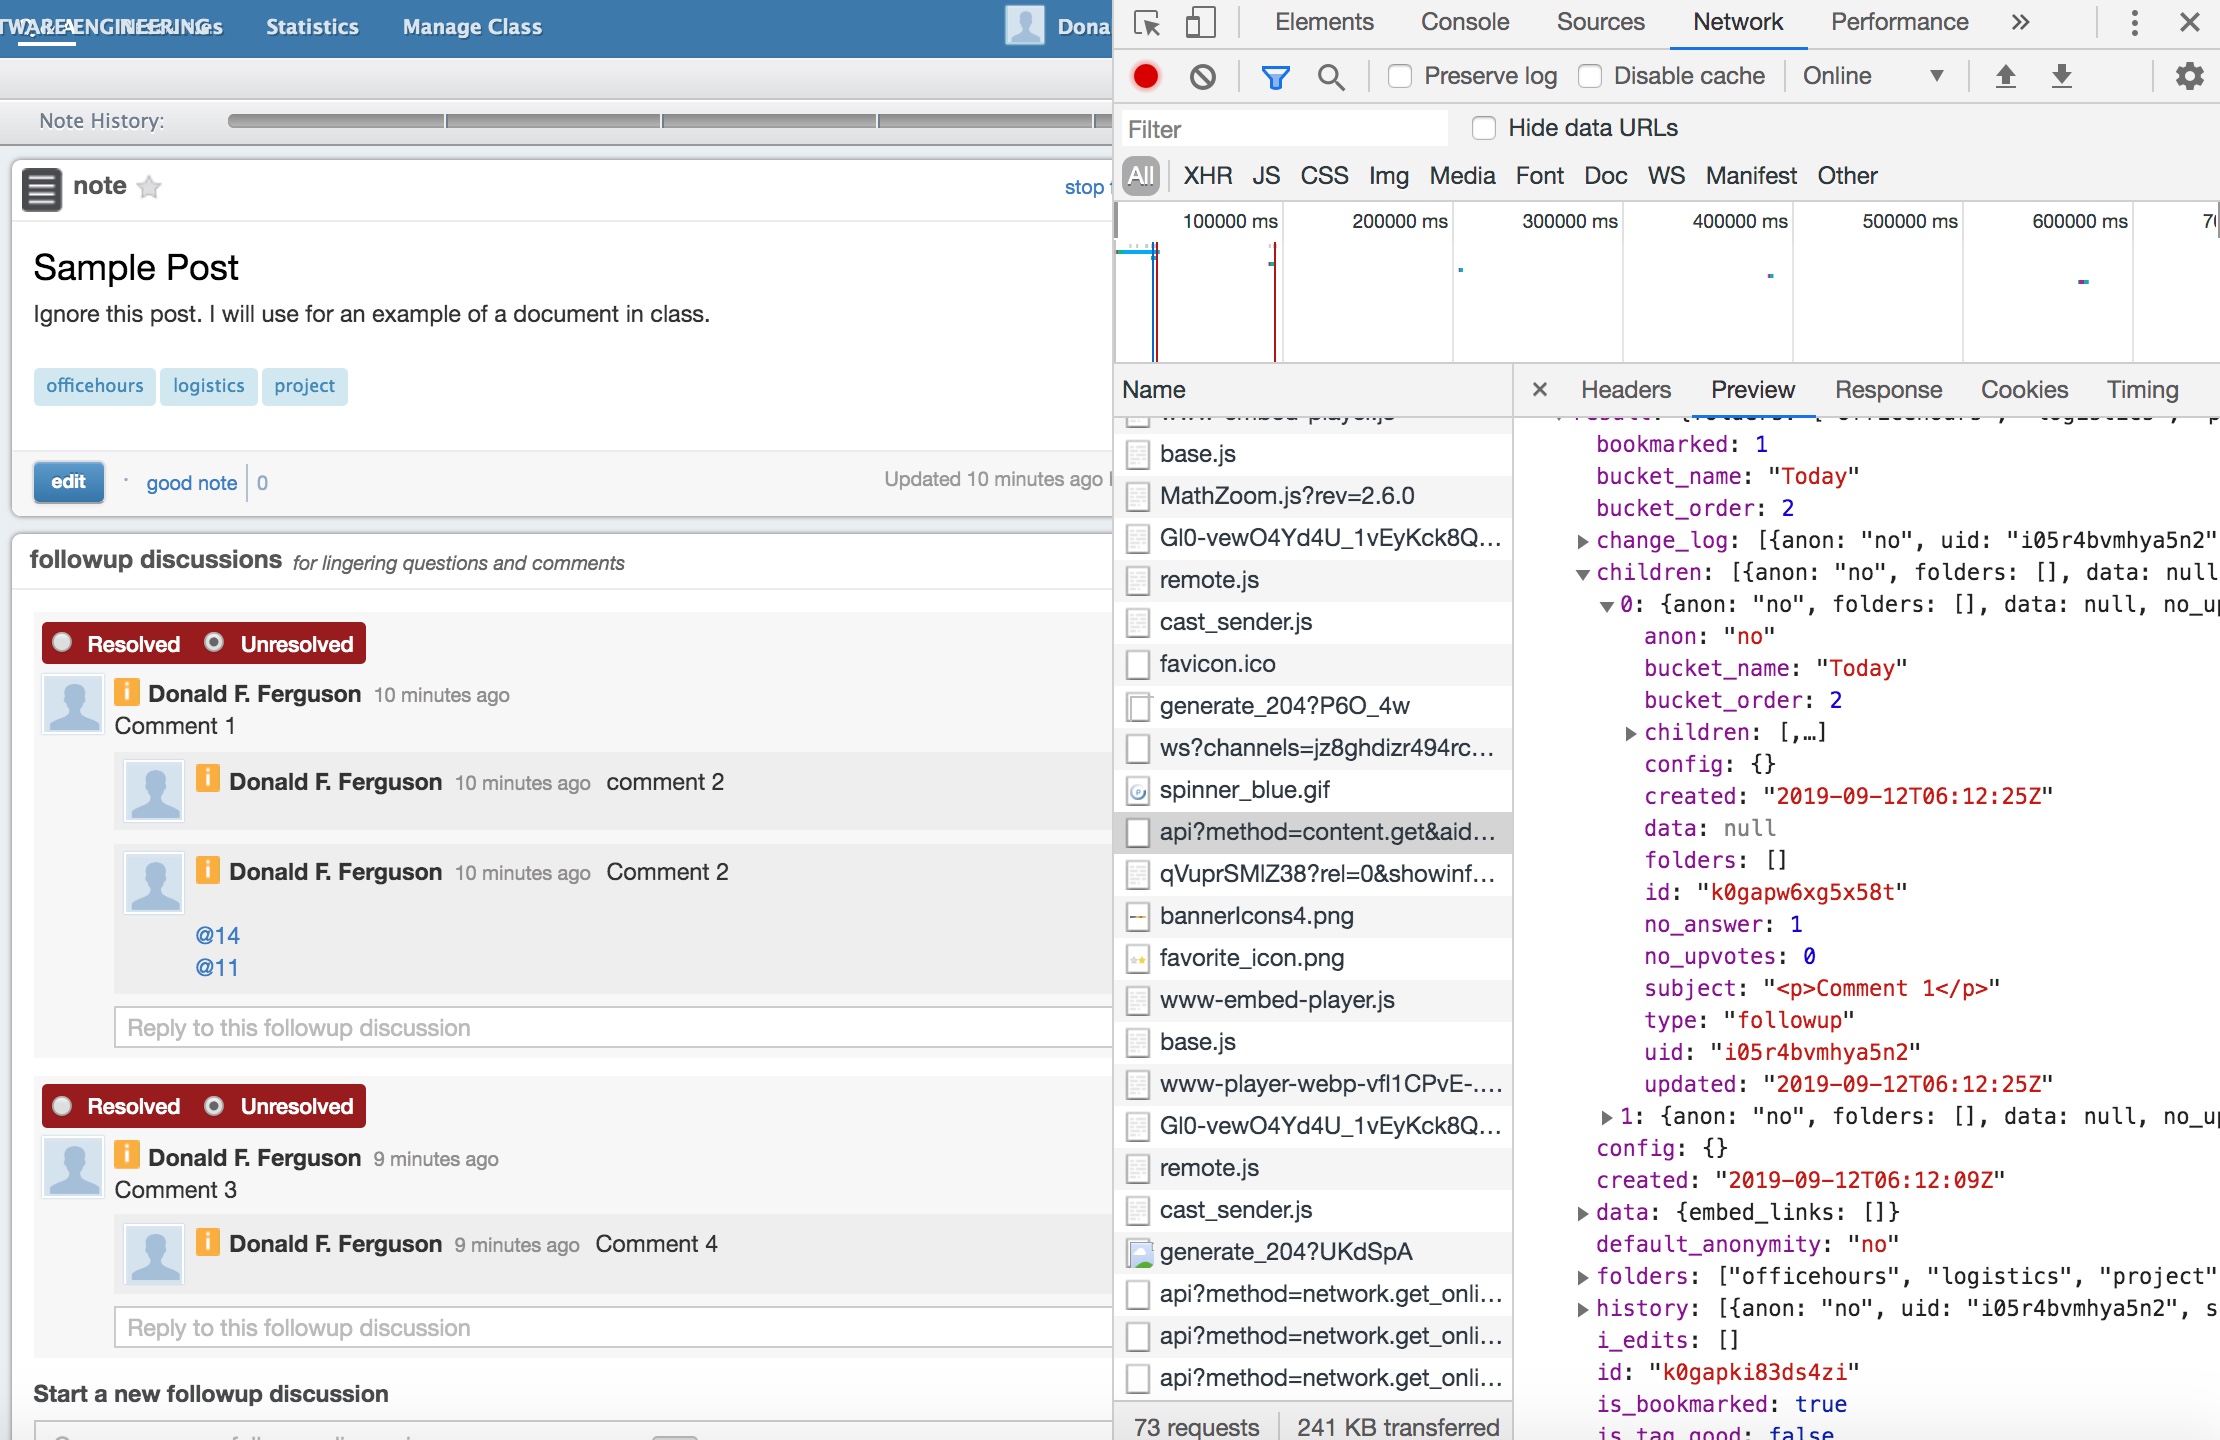 Statistics
Manage Class
Dona
Note History:
note
stop
Sample Post
Ignore this post. I will use for an example of a document in class.
officehours logistics project
edit · good note 0
Updated 10 minutes ago
followup discussions for lingering questions and comments
Resolved Unresolved
i Donald F. Ferguson 10 minutes ago
Comment 1
i Donald F. Ferguson 10 minutes ago comment 2
i Donald F. Ferguson 10 minutes ago Comment 2
@14
@11
Reply to this followup discussion
Resolved Unresolved
i Donald F. Ferguson 9 minutes ago
Comment 3
i Donald F. Ferguson 9 minutes ago Comment 4
Reply to this followup discussion
Start a new followup discussion
Elements Console Sources Network Performance »
Preserve log Disable cache Online
Filter Hide data URLs
All XHR JS CSS Img Media Font Doc WS Manifest Other
100000 ms 200000 ms 300000 ms 400000 ms 500000 ms 600000 ms
Name
www-embed-player.js
base.js
MathZoom.js?rev=2.6.0
GI0-vewO4Yd4U_1vEyKck8Q...
remote.js
cast_sender.js
favicon.ico
generate_204?P6O_4w
ws?channels=jz8ghdizr494rc...
spinner_blue.gif
api?method=content.get&aid...
qVuprSMlZ38?rel=0&showinf...
bannerIcons4.png
favorite_icon.png
www-embed-player.js
base.js
www-player-webp-vfl1CPvE-....
GI0-vewO4Yd4U_1vEyKck8Q...
remote.js
cast_sender.js
generate_204?UKdSpA
api?method=network.get_onli...
api?method=network.get_onli...
api?method=network.get_onli...
73 requests 241 KB transferred
× Headers Preview Response Cookies Timing
bookmarked: 1
bucket_name: "Today"
bucket_order: 2
change_log: [{anon: "no", uid: "i05r4bvmhya5n2"
children: [{anon: "no", folders: [], data: null
0: {anon: "no", folders: [], data: null, no_up
anon: "no"
bucket_name: "Today"
bucket_order: 2
children: [,…]
config: {}
created: "2019-09-12T06:12:25Z"
data: null
folders: []
id: "k0gapw6xg5x58t"
no_answer: 1
no_upvotes: 0
subject: "<p>Comment 1</p>"
type: "followup"
uid: "i05r4bvmhya5n2"
updated: "2019-09-12T06:12:25Z"
1: {anon: "no", folders: [], data: null, no_up
config: {}
created: "2019-09-12T06:12:09Z"
data: {embed_links: []}
default_anonymity: "no"
folders: ["officehours", "logistics", "project"
history: [{anon: "no", uid: "i05r4bvmhya5n2", s
i_edits: []
id: "k0gapki83ds4zi"
is_bookmarked: true
is_tag_good: false